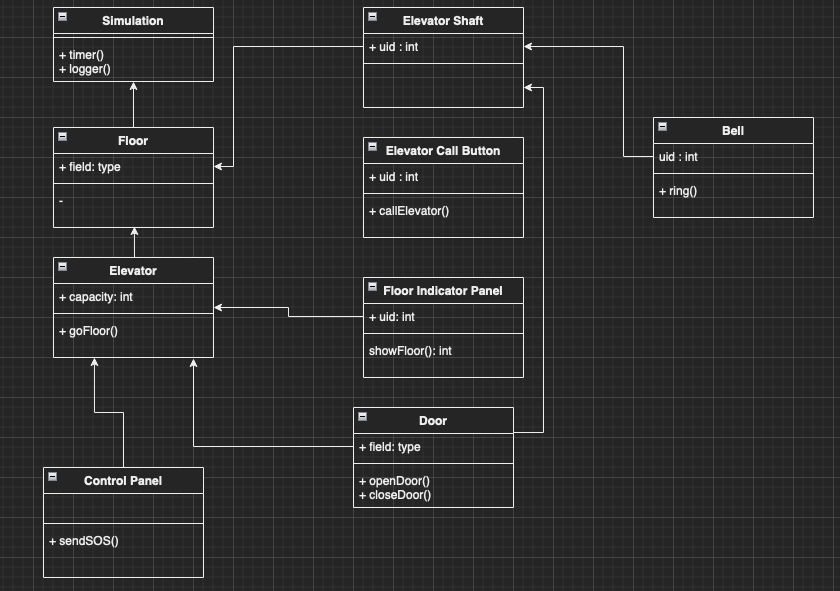 Simulation
+ timer()
+ logger()
Floor
+ field: type
-
Elevator
+ capacity: int
+ goFloor()
Control Panel
+ sendSOS()
Elevator Shaft
+ uid : int
Elevator Call Button
+ uid : int
+ callElevator()
Floor Indicator Panel
+ uid: int
showFloor(): int
Door
+ field: type
+ openDoor()
+ closeDoor()
Bell
uid : int
+ ring()